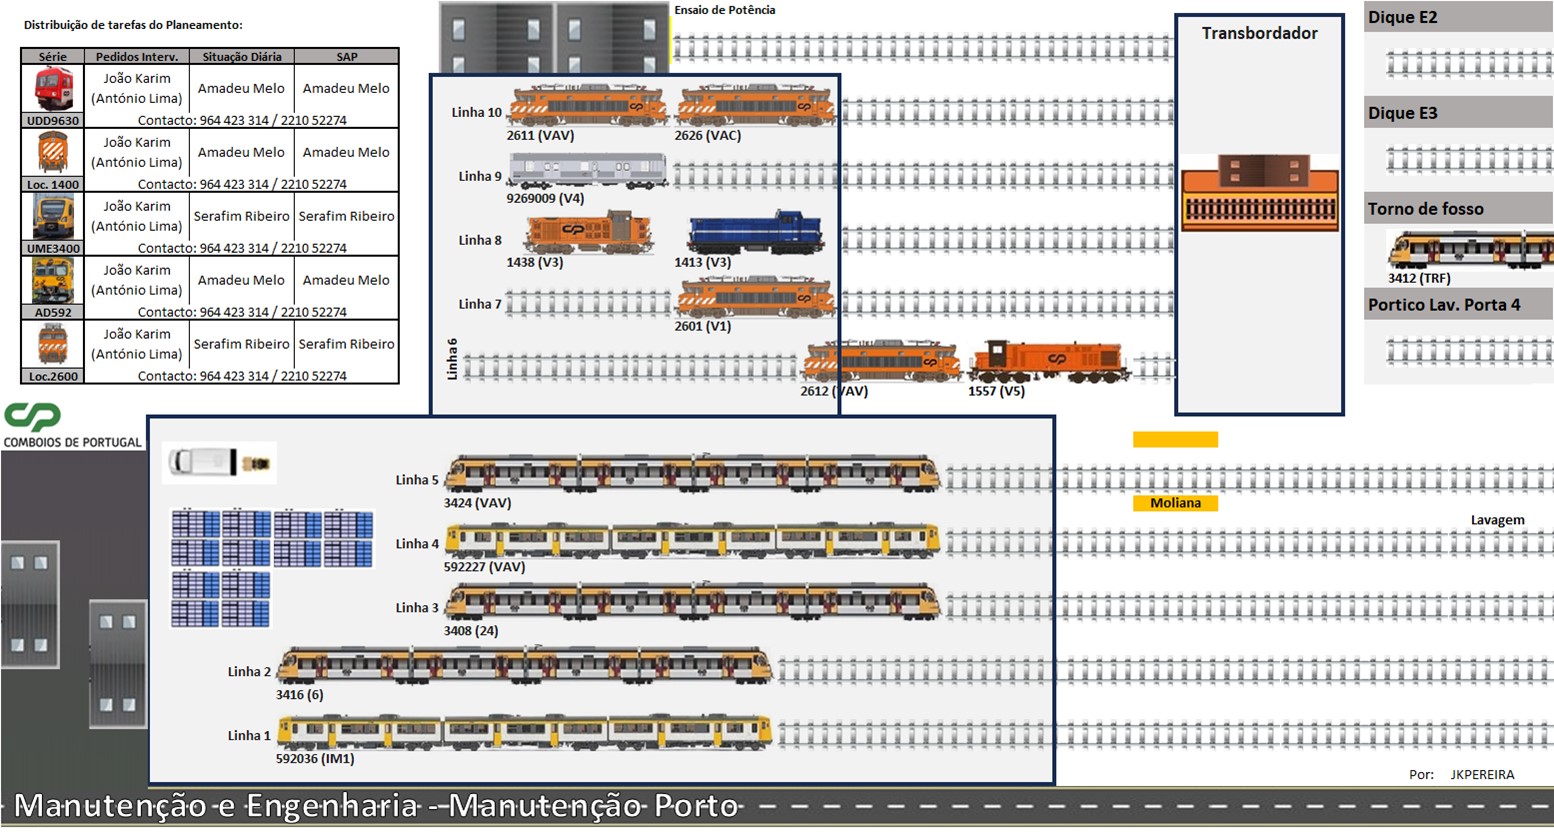 Distribuição de tarefas do Planeamento:
Série Pedidos Interv. Situação Diária SAP
João Karim (António Lima) Amadeu Melo Amadeu Melo
UDD9630 Contacto: 964 423 314 / 2210 52274
João Karim (António Lima) Amadeu Melo Amadeu Melo
Loc. 1400 Contacto: 964 423 314 / 2210 52274
João Karim (António Lima) Serafim Ribeiro Serafim Ribeiro
UME3400 Contacto: 964 423 314 / 2210 52274
João Karim (António Lima) Amadeu Melo Amadeu Melo
AD592 Contacto: 964 423 314 / 2210 52274
João Karim (António Lima) Serafim Ribeiro Serafim Ribeiro
Loc.2600 Contacto: 964 423 314 / 2210 52274
CP
COMBOIOS DE PORTUGAL
Ensaio de Potência
Linha 10
2611 (VAV) 2626 (VAC)
Linha 9
9269009 (V4)
Linha 8
1438 (V3) 1413 (V3)
Linha 7
2601 (V1)
Linha 6
2612 (VAV) 1557 (V5)
Transbordador
Dique E2
Dique E3
Torno de fosso
3412 (TRF)
Portico Lav. Porta 4
Linha 5
3424 (VAV)
Moliana
Lavagem
Linha 4
592227 (VAV)
Linha 3
3408 (24)
Linha 2
3416 (6)
Linha 1
592036 (IM1)
Por: JKPEREIRA
Manutenção e Engenharia - Manutenção Porto